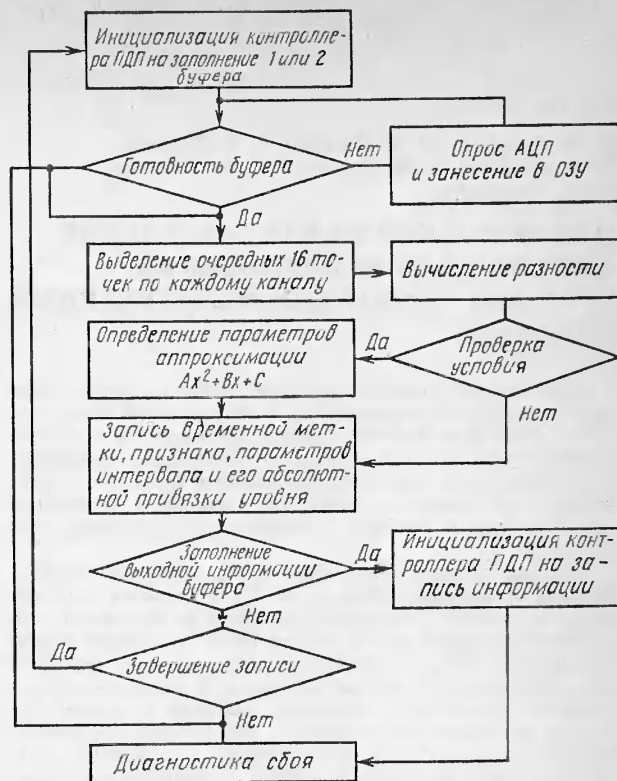 Инициализация контролле-
ра ПДП на заполнение 1 или 2
буфера
Готовность буфера
Нет
Опрос АЦП
и занесение в ОЗУ
Да
Выделение очередных 16 то-
чек по каждому каналу
Вычисление разности
Определение параметров
аппроксимации
Ax²+Bx+C
Да
Проверка
условия
Нет
Запись временной мет-
ки, признака, параметров
интервала и его абсолют-
ной привязки уровня
Заполнение
выходной информации
буфера
Да
Инициализация конт-
роллера ПДП на за-
пись информации
Нет
Да
Завершение записи
Нет
Диагностика сбоя